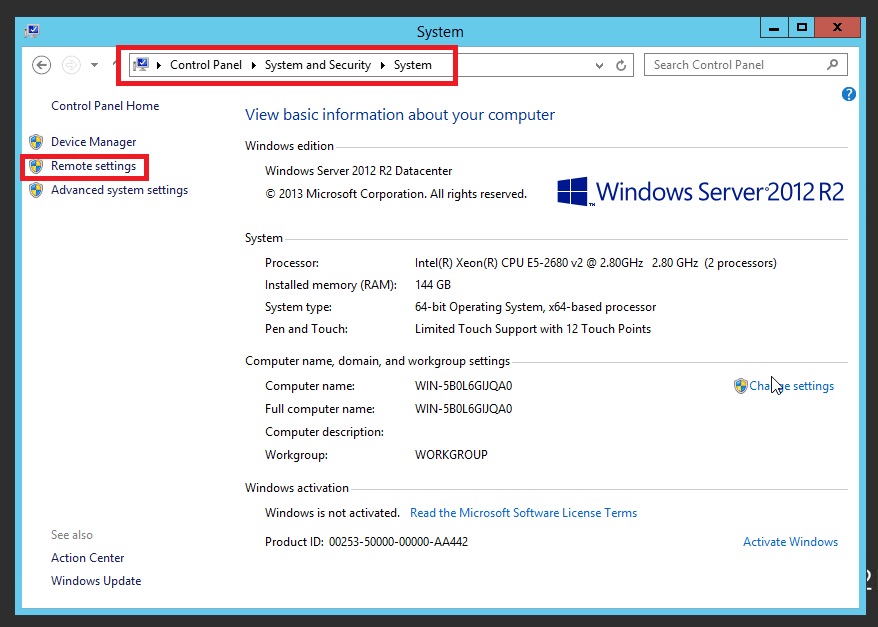 System
Control Panel System and Security System
Search Control Panel
Control Panel Home
Device Manager
Remote settings
Advanced system settings
See also
Action Center
Windows Update
View basic information about your computer
Windows edition
Windows Server 2012 R2 Datacenter
© 2013 Microsoft Corporation. All rights reserved.
Windows Server 2012 R2
System
Processor: Intel(R) Xeon(R) CPU E5-2680 v2 @ 2.80GHz 2.80 GHz (2 processors)
Installed memory (RAM): 144 GB
System type: 64-bit Operating System, x64-based processor
Pen and Touch: Limited Touch Support with 12 Touch Points
Computer name, domain, and workgroup settings
Computer name: WIN-5B0L6GIJQA0 Change settings
Full computer name: WIN-5B0L6GIJQA0
Computer description:
Workgroup: WORKGROUP
Windows activation
Windows is not activated. Read the Microsoft Software License Terms
Product ID: 00253-50000-00000-AA442 Activate Windows
2